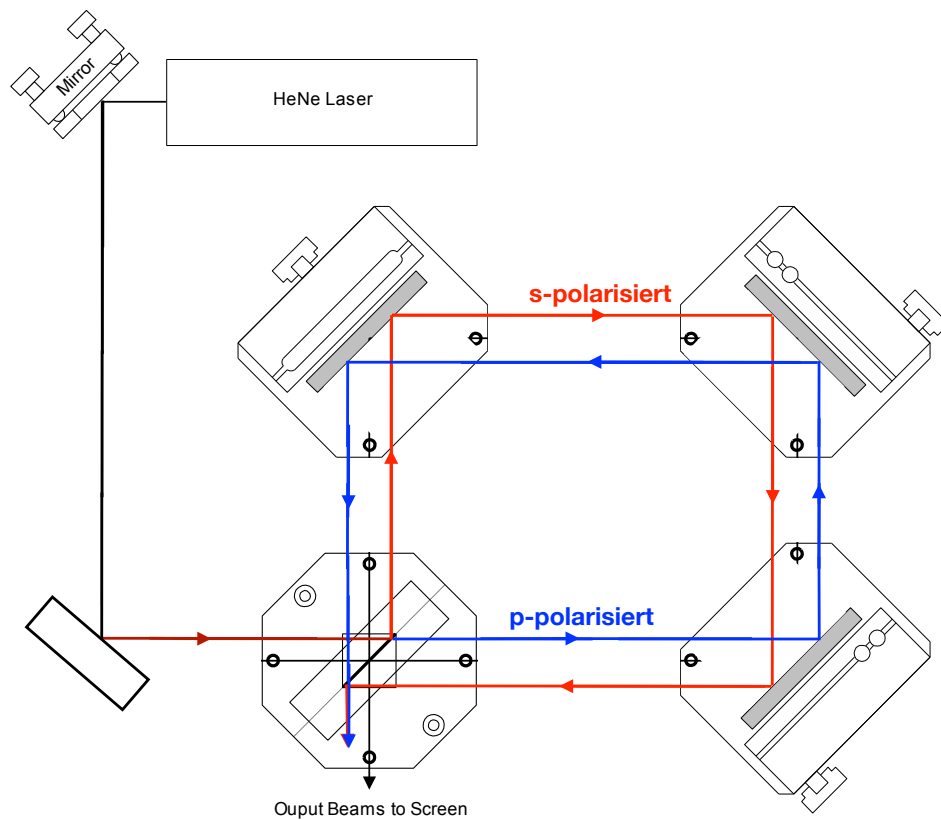 Mirror
HeNe Laser
s-polarisiert
p-polarisiert
Ouput Beams to Screen